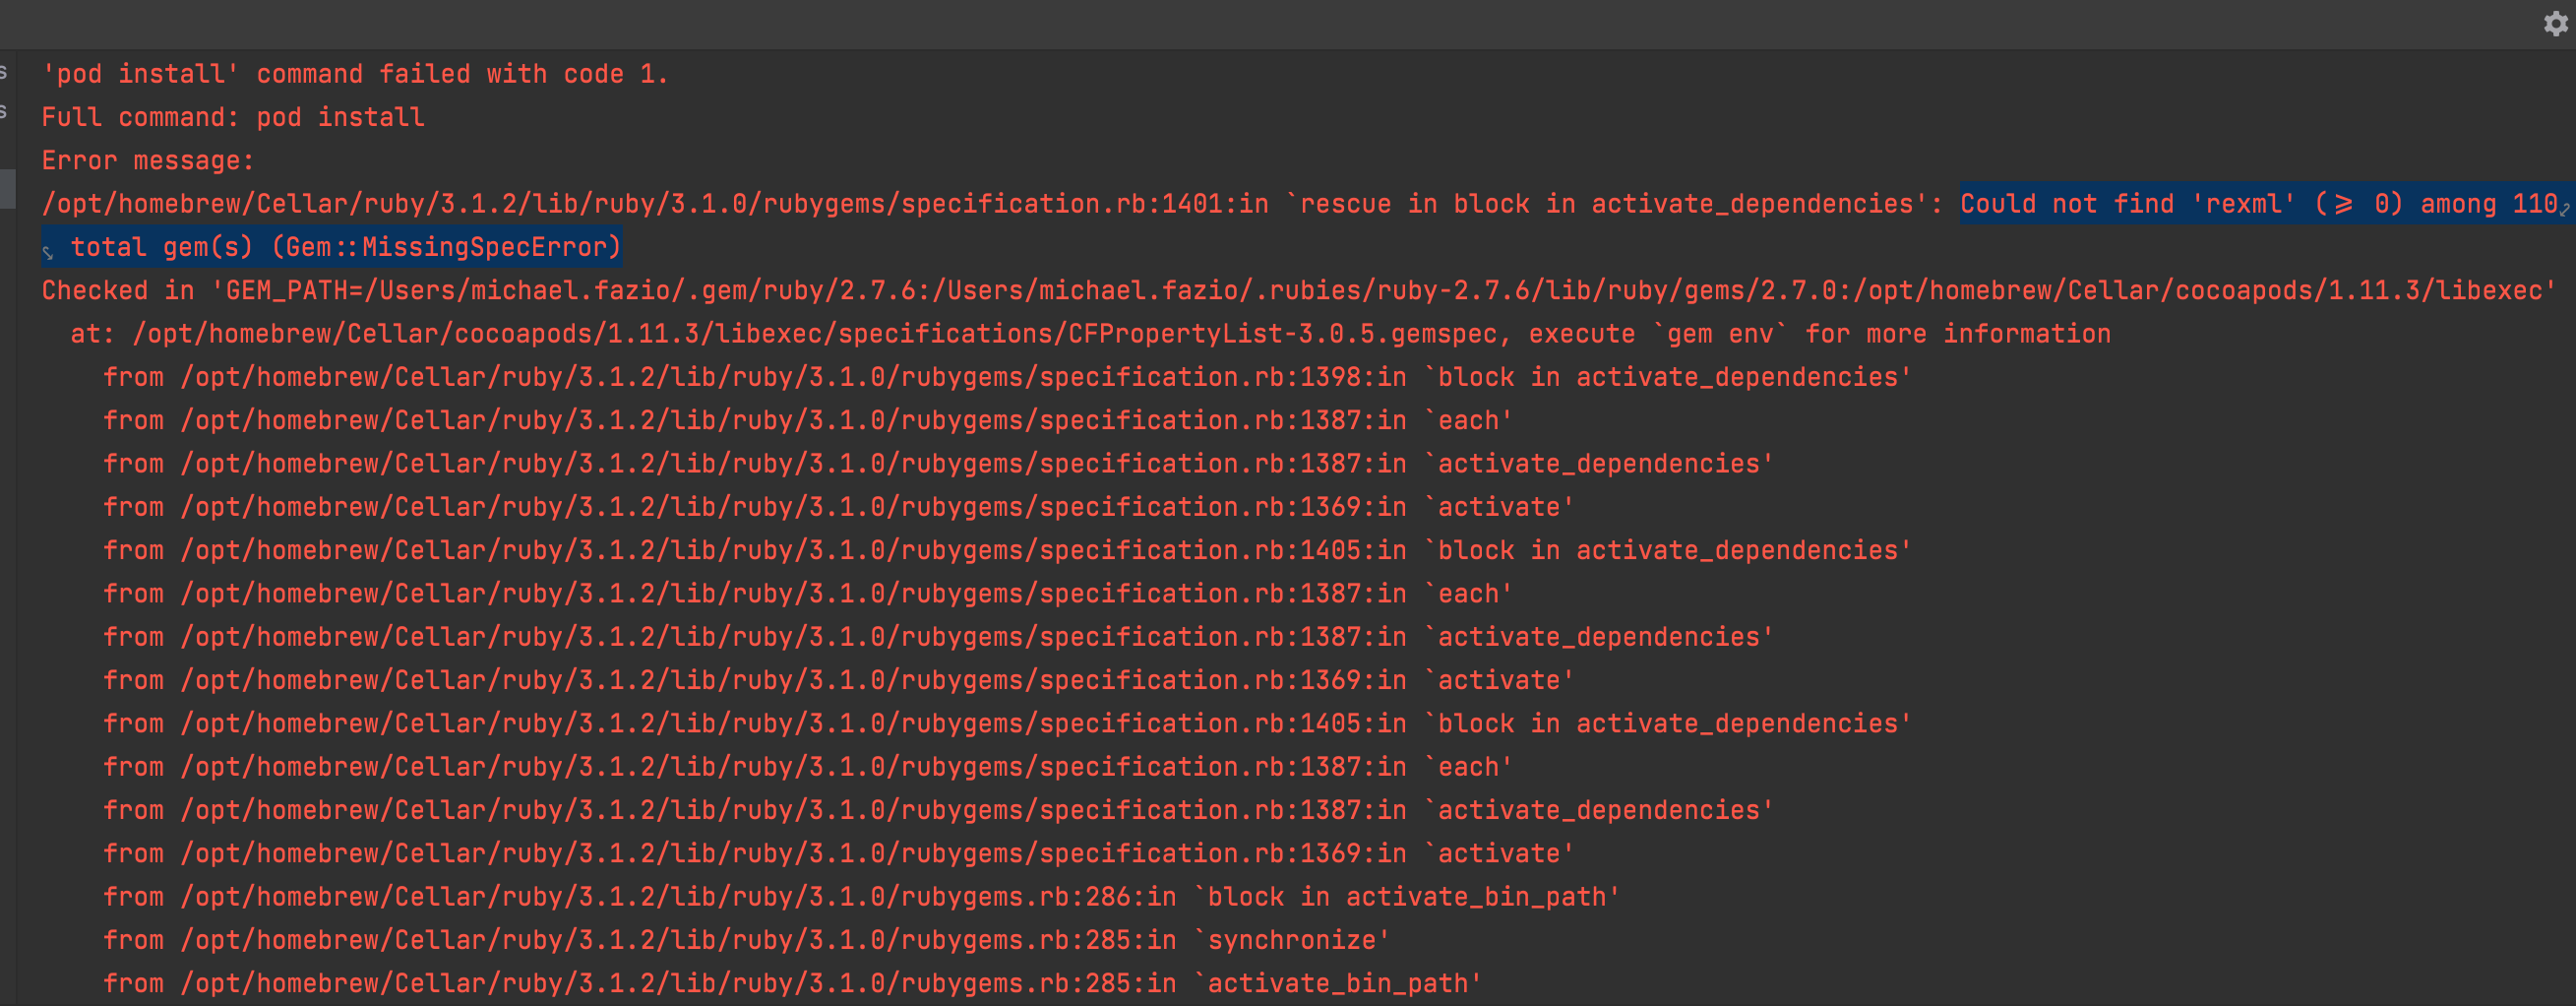 s
'pod install' command failed with code 1.
Full command: pod install
s
Error message:
/opt/homebrew/Cellar/ruby/3.1.2/lib/ruby/3.1.0/rubygems/specification.rb:1401:in `rescue in block in activate_dependencies': Could not find 'rexml' (>= 0) among 110
total gem(s) (Gem::MissingSpecError)
Checked in 'GEM_PATH=/Users/michael.fazio/.gem/ruby/2.7.6:/Users/michael.fazio/.rubies/ruby-2.7.6/lib/ruby/gems/2.7.0:/opt/homebrew/Cellar/cocoapods/1.11.3/libexec'
at: /opt/homebrew/Cellar/cocoapods/1.11.3/libexec/specifications/CFPropertyList-3.0.5.gemspec, execute `gem env` for more information
from /opt/homebrew/Cellar/ruby/3.1.2/lib/ruby/3.1.0/rubygems/specification.rb:1398:in `block in activate_dependencies'
from /opt/homebrew/Cellar/ruby/3.1.2/lib/ruby/3.1.0/rubygems/specification.rb:1387:in `each'
from /opt/homebrew/Cellar/ruby/3.1.2/lib/ruby/3.1.0/rubygems/specification.rb:1387:in `activate_dependencies'
from /opt/homebrew/Cellar/ruby/3.1.2/lib/ruby/3.1.0/rubygems/specification.rb:1369:in `activate'
from /opt/homebrew/Cellar/ruby/3.1.2/lib/ruby/3.1.0/rubygems/specification.rb:1405:in `block in activate_dependencies'
from /opt/homebrew/Cellar/ruby/3.1.2/lib/ruby/3.1.0/rubygems/specification.rb:1387:in `each'
from /opt/homebrew/Cellar/ruby/3.1.2/lib/ruby/3.1.0/rubygems/specification.rb:1387:in `activate_dependencies'
from /opt/homebrew/Cellar/ruby/3.1.2/lib/ruby/3.1.0/rubygems/specification.rb:1369:in `activate'
from /opt/homebrew/Cellar/ruby/3.1.2/lib/ruby/3.1.0/rubygems/specification.rb:1405:in `block in activate_dependencies'
from /opt/homebrew/Cellar/ruby/3.1.2/lib/ruby/3.1.0/rubygems/specification.rb:1387:in `each'
from /opt/homebrew/Cellar/ruby/3.1.2/lib/ruby/3.1.0/rubygems/specification.rb:1387:in `activate_dependencies'
from /opt/homebrew/Cellar/ruby/3.1.2/lib/ruby/3.1.0/rubygems/specification.rb:1369:in `activate'
from /opt/homebrew/Cellar/ruby/3.1.2/lib/ruby/3.1.0/rubygems.rb:286:in `block in activate_bin_path'
from /opt/homebrew/Cellar/ruby/3.1.2/lib/ruby/3.1.0/rubygems.rb:285:in `synchronize'
from /opt/homebrew/Cellar/ruby/3.1.2/lib/ruby/3.1.0/rubygems.rb:285:in `activate_bin_path'